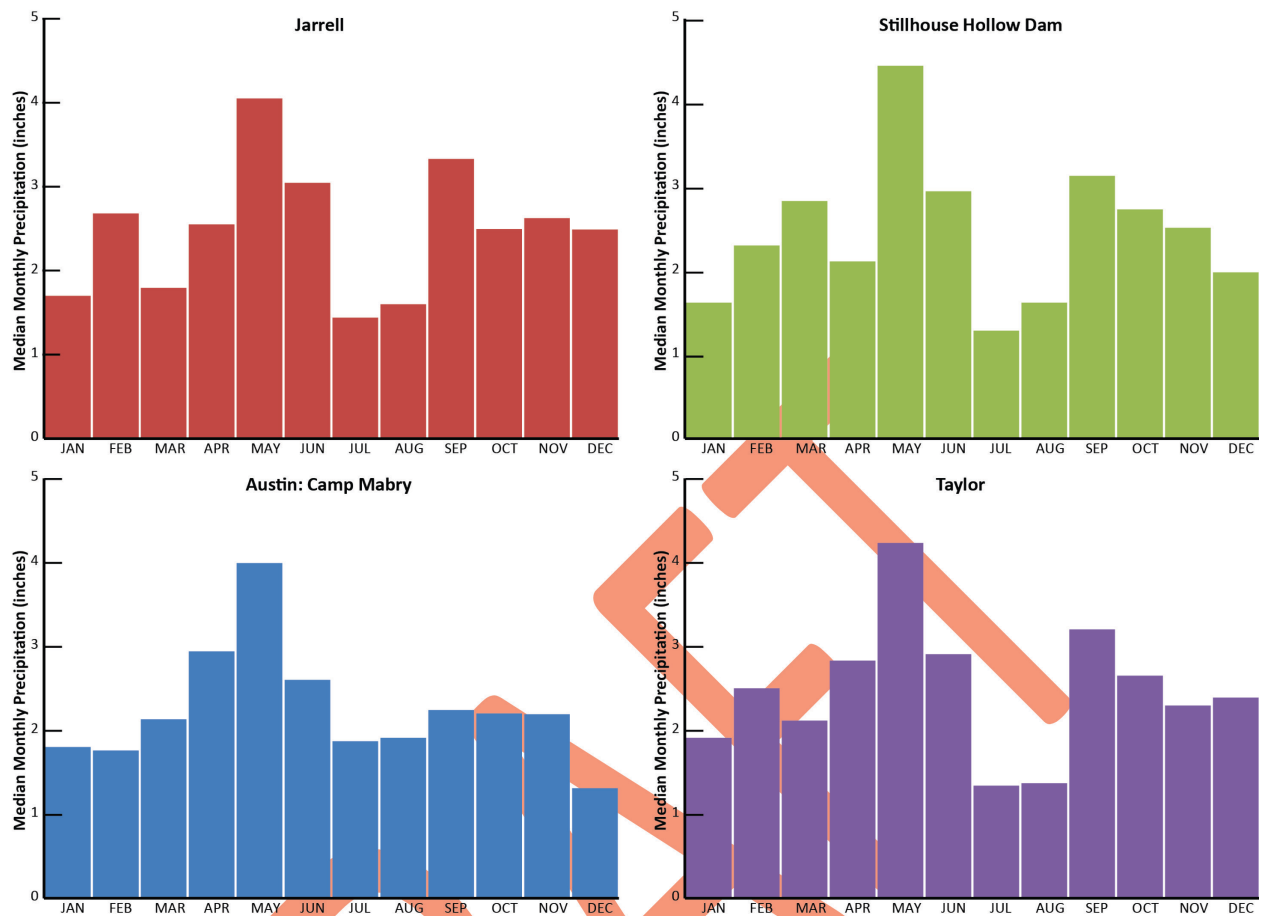 Jarrell
Median Monthly Precipitation (inches)
5
4
3
2
1
0
JAN FEB MAR APR MAY JUN JUL AUG SEP OCT NOV DEC
Stillhouse Hollow Dam
Median Monthly Precipitation (inches)
5
4
3
2
1
0
JAN FEB MAR APR MAY JUN JUL AUG SEP OCT NOV DEC
Austin: Camp Mabry
Median Monthly Precipitation (inches)
5
4
3
2
1
0
JAN FEB MAR APR MAY JUN JUL AUG SEP OCT NOV DEC
Taylor
Median Monthly Precipitation (inches)
5
4
3
2
1
0
JAN FEB MAR APR MAY JUN JUL AUG SEP OCT NOV DEC